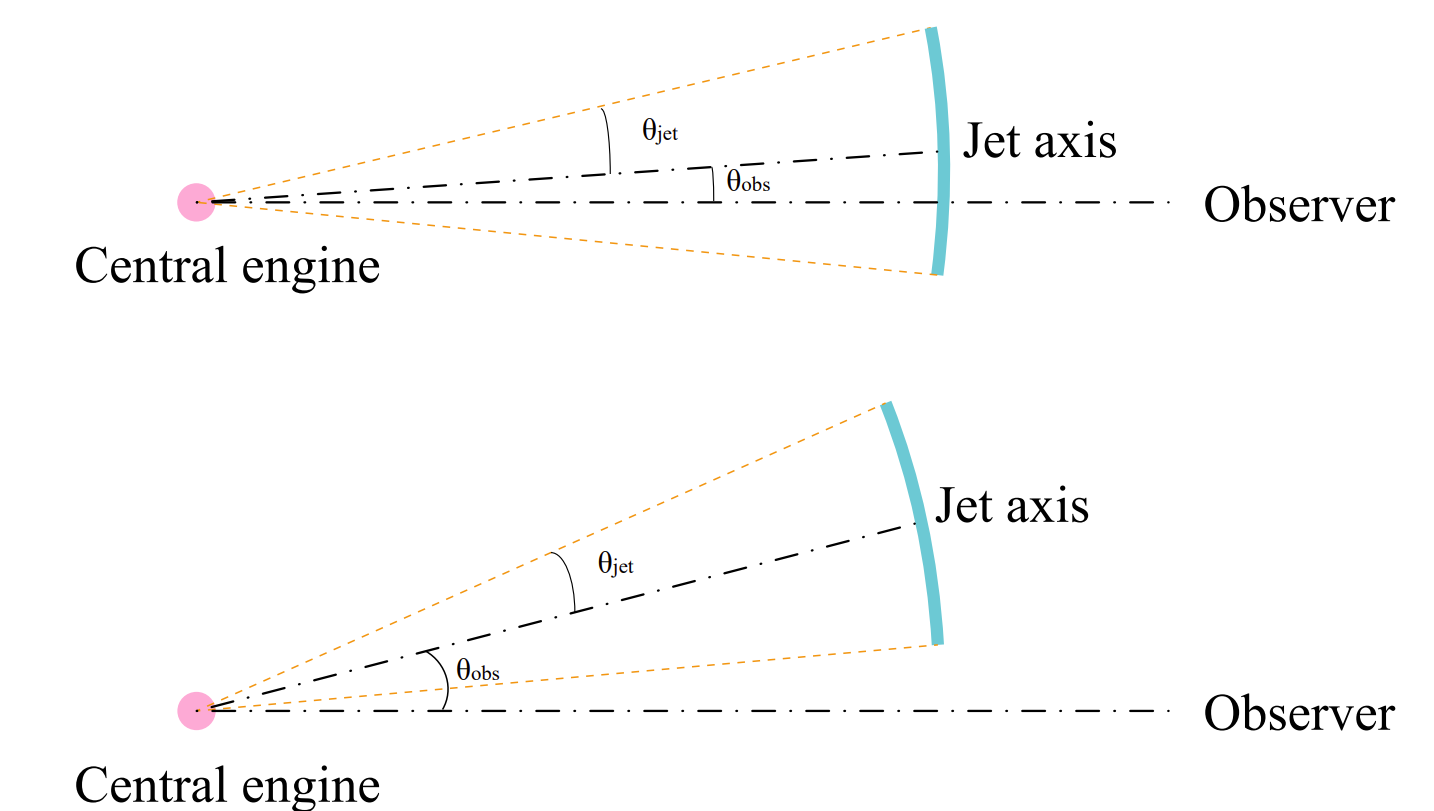 θjet
Jet axis
θobs
Observer
Central engine
Jet axis
θjet
θobs
Observer
Central engine